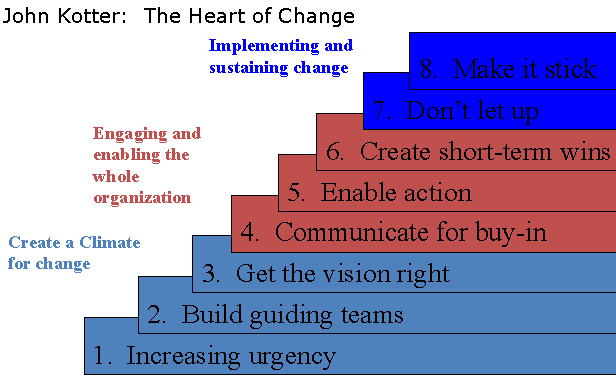 John Kotter: The Heart of Change
Implementing and
sustaining change
8. Make it stick
7. Don't let up
Engaging and
enabling the
whole
organization
6. Create short-term wins
5. Enable action
4. Communicate for buy-in
Create a Climate
for change
3. Get the vision right
2. Build guiding teams
1. Increasing urgency